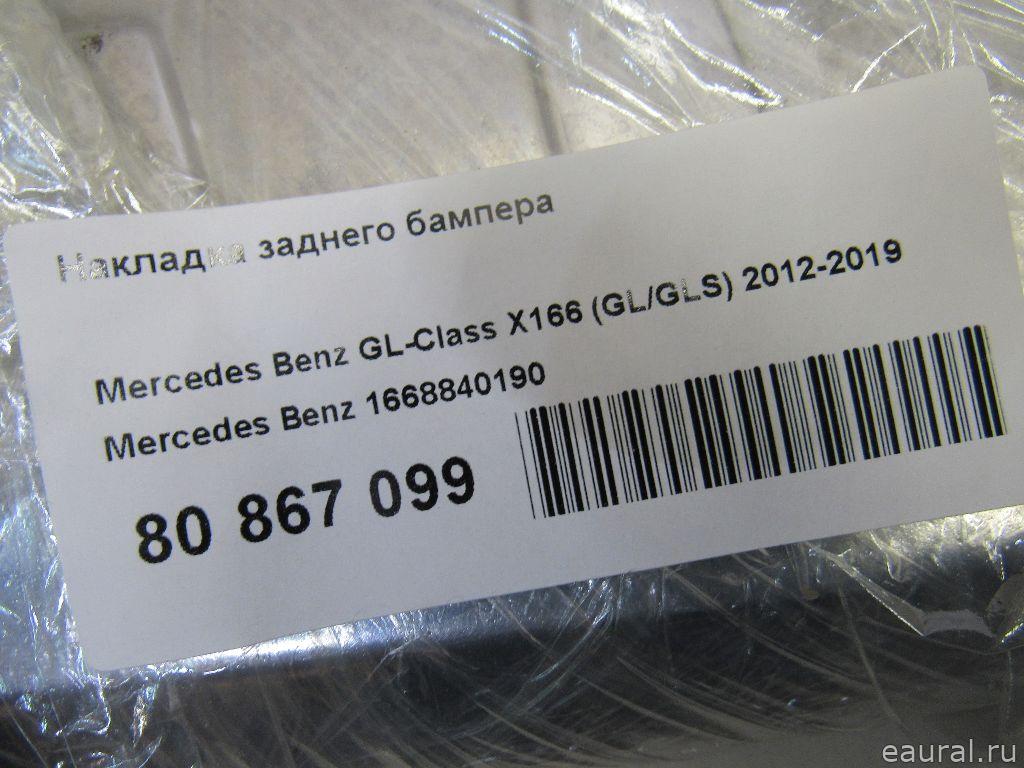 Накладка заднего бампера
Mercedes Benz GL-Class X166 (GL/GLS) 2012-2019
Mercedes Benz 1668840190
80 867 099
eaural.ru